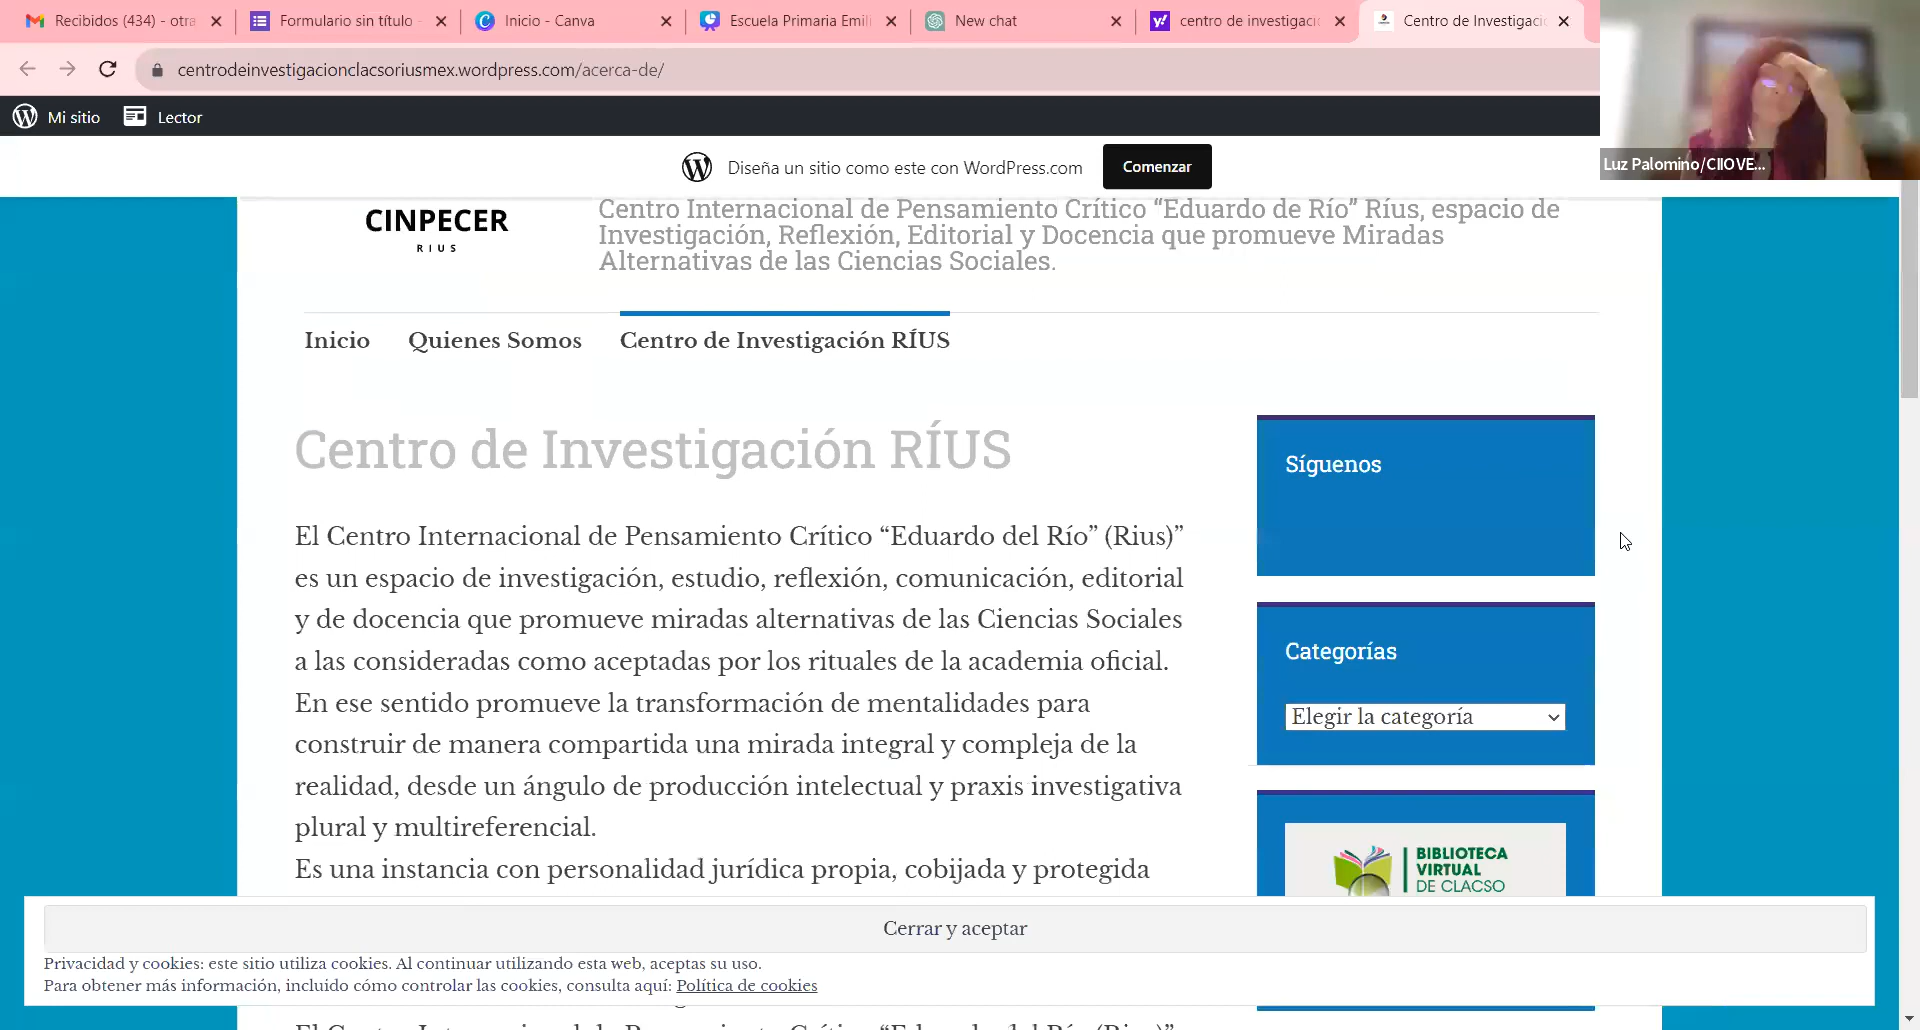 Recibidos (434) - otra
Formulario sin título -
Inicio - Canva
Escuela Primaria Emili
New chat
centro de investigaci
Centro de Investigaci
centrodeinvestigacionclacsoriusmex.wordpress.com/acerca-de/
Mi sitio
Lector
Diseña un sitio como este con WordPress.com
Comenzar
Luz Palomino/CIIOVE...
CINPECER
RIUS
Centro Internacional de Pensamiento Crítico “Eduardo de Río” Ríus, espacio de
Investigación, Reflexión, Editorial y Docencia que promueve Miradas
Alternativas de las Ciencias Sociales.
Inicio
Quienes Somos
Centro de Investigación RÍUS
Centro de Investigación RÍUS
El Centro Internacional de Pensamiento Crítico “Eduardo del Río” (Rius)”
es un espacio de investigación, estudio, reflexión, comunicación, editorial
y de docencia que promueve miradas alternativas de las Ciencias Sociales
a las consideradas como aceptadas por los rituales de la academia oficial.
En ese sentido promueve la transformación de mentalidades para
construir de manera compartida una mirada integral y compleja de la
realidad, desde un ángulo de producción intelectual y praxis investigativa
plural y multireferencial.
Es una instancia con personalidad jurídica propia, cobijada y protegida
Síguenos
Categorías
Elegir la categoría
BIBLIOTECA
VIRTUAL
DE CLACSO
Cerrar y aceptar
Privacidad y cookies: este sitio utiliza cookies. Al continuar utilizando esta web, aceptas su uso.
Para obtener más información, incluido cómo controlar las cookies, consulta aquí: Política de cookies